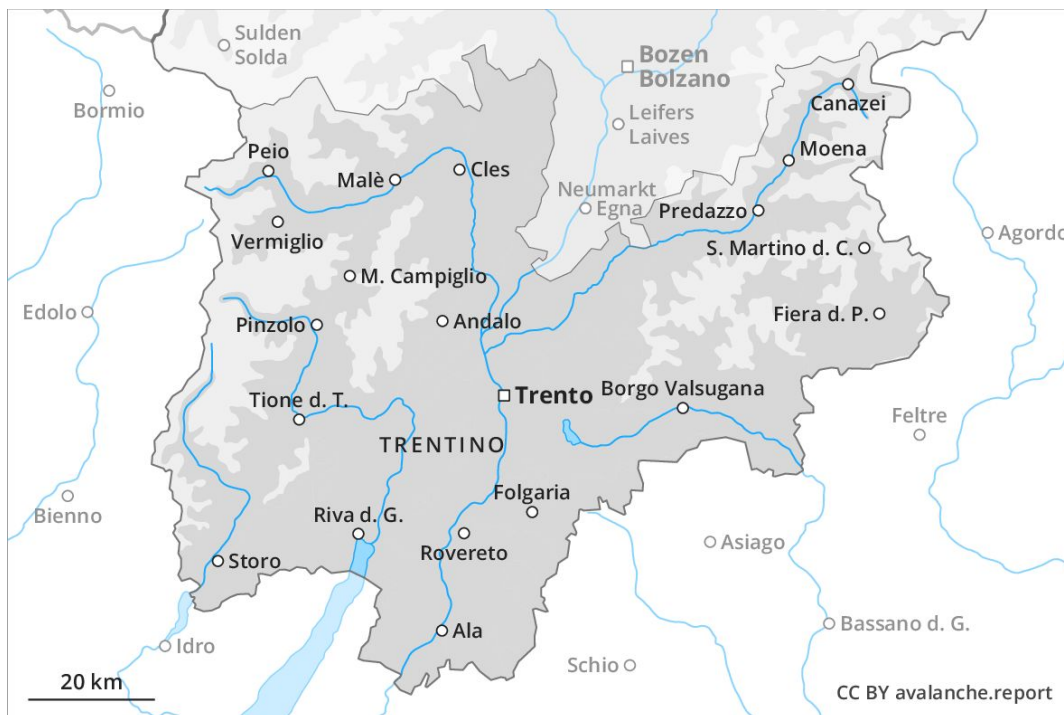 Sulden
Solda
Bozen
Bolzano
Bormio
Canazei
Leifers
Laives
Peio
Malè
Cles
Moena
Neumarkt
Egna
Predazzo
Vermiglio
Agordo
S. Martino d. C.
M. Campiglio
Edolo
Pinzolo
Andalo
Fiera d. P.
Trento
Borgo Valsugana
Tione d. T.
Feltre
TRENTINO
Folgaria
Bienno
Riva d. G.
Rovereto
Asiago
Storo
Ala
Bassano d. G.
Idro
Schio
20 km
CC BY avalanche.report